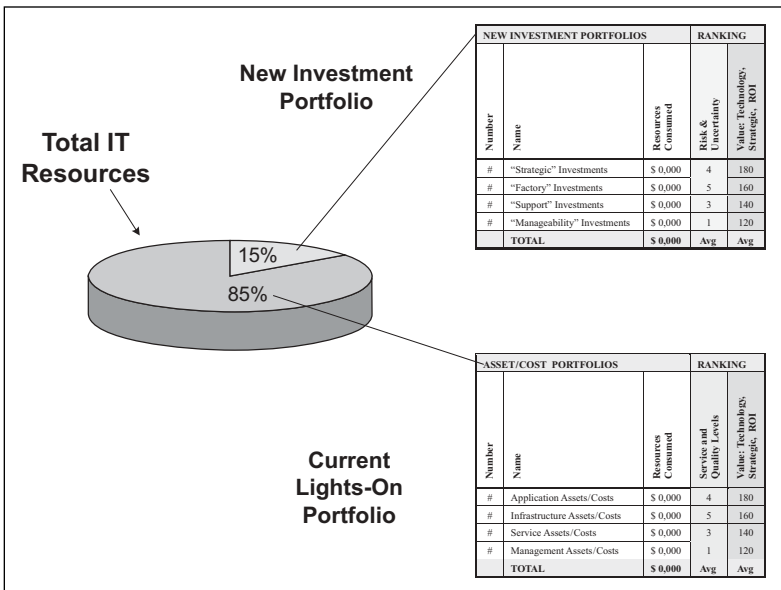 New Investment
Portfolio
Total IT
Resources
15%
85%
Current
Lights-On
Portfolio
NEW INVESTMENT PORTFOLIOS RANKING
Number Name Resources Consumed Risk & Uncertainty Value: Technology, Strategic, ROI
# “Strategic” Investments $ 0,000 4 180
# “Factory” Investments $ 0,000 5 160
# “Support” Investments $ 0,000 3 140
# “Manageability” Investments $ 0,000 1 120
TOTAL $ 0,000 Avg Avg
ASSET/COST PORTFOLIOS RANKING
Number Name Resources Consumed Service and Quality Levels Value: Technology, Strategic, ROI
# Application Assets/Costs $ 0,000 4 180
# Infrastructure Assets/Costs $ 0,000 5 160
# Service Assets/Costs $ 0,000 3 140
# Management Assets/Costs $ 0,000 1 120
TOTAL $ 0,000 Avg Avg